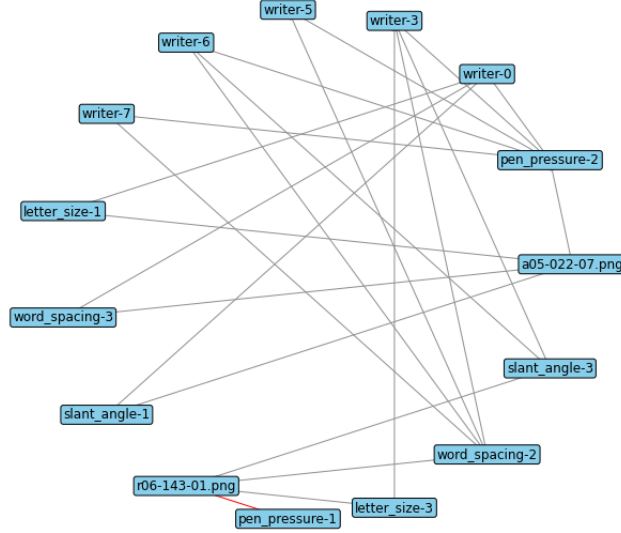 writer-5
writer-3
writer-6
writer-0
writer-7
pen_pressure-2
letter_size-1
a05-022-07.png
word_spacing-3
slant_angle-3
slant_angle-1
word_spacing-2
r06-143-01.png
letter_size-3
pen_pressure-1